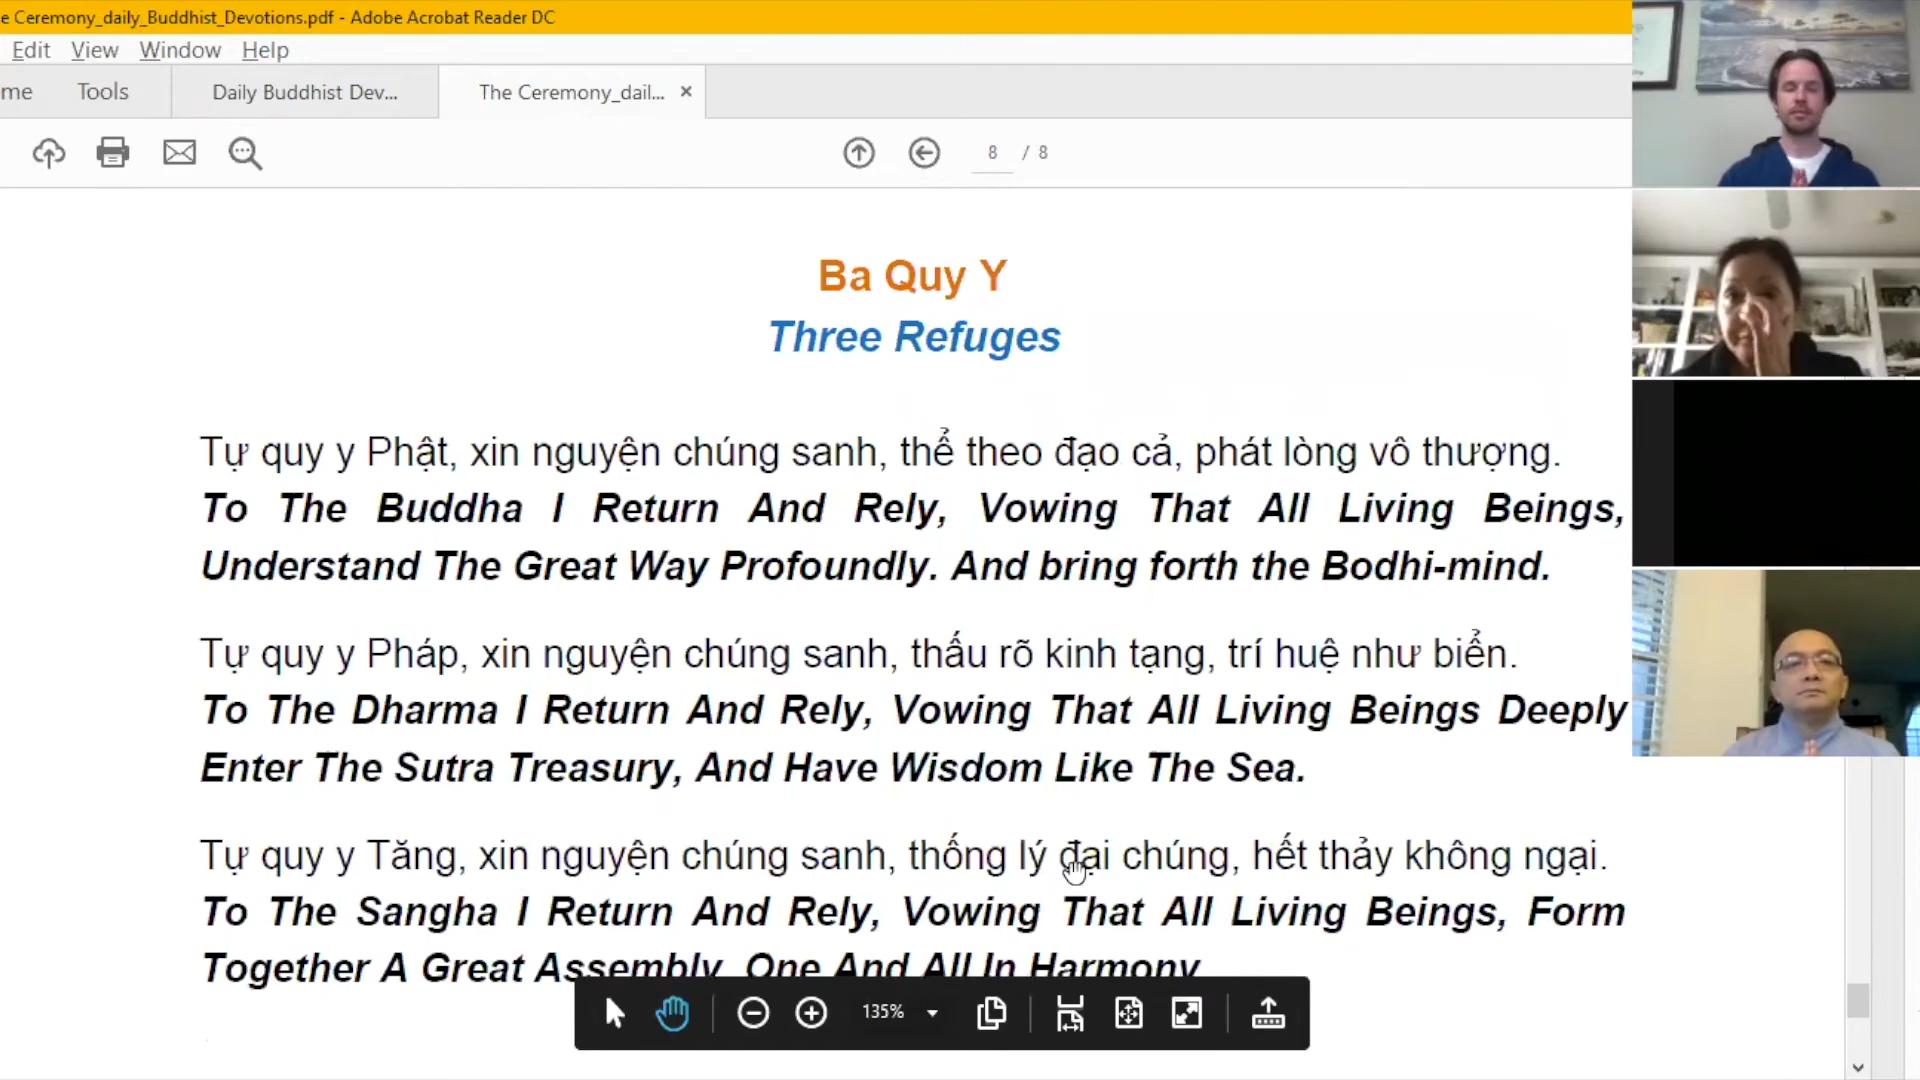 e Ceremony_daily_Buddhist_Devotions.pdf - Adobe Acrobat Reader DC
Edit View Window Help
me Tools Daily Buddhist Dev... The Ceremony_dail... ×
8 / 8
Ba Quy Y
Three Refuges
Tự quy y Phật, xin nguyện chúng sanh, thể theo đạo cả, phát lòng vô thượng.
To The Buddha I Return And Rely, Vowing That All Living Beings,
Understand The Great Way Profoundly. And bring forth the Bodhi-mind.
Tự quy y Pháp, xin nguyện chúng sanh, thấu rõ kinh tạng, trí huệ như biển.
To The Dharma I Return And Rely, Vowing That All Living Beings Deeply
Enter The Sutra Treasury, And Have Wisdom Like The Sea.
Tự quy y Tăng, xin nguyện chúng sanh, thống lý đại chúng, hết thảy không ngại.
To The Sangha I Return And Rely, Vowing That All Living Beings, Form
Together A Great Assembly, One And All In Harmony
135%